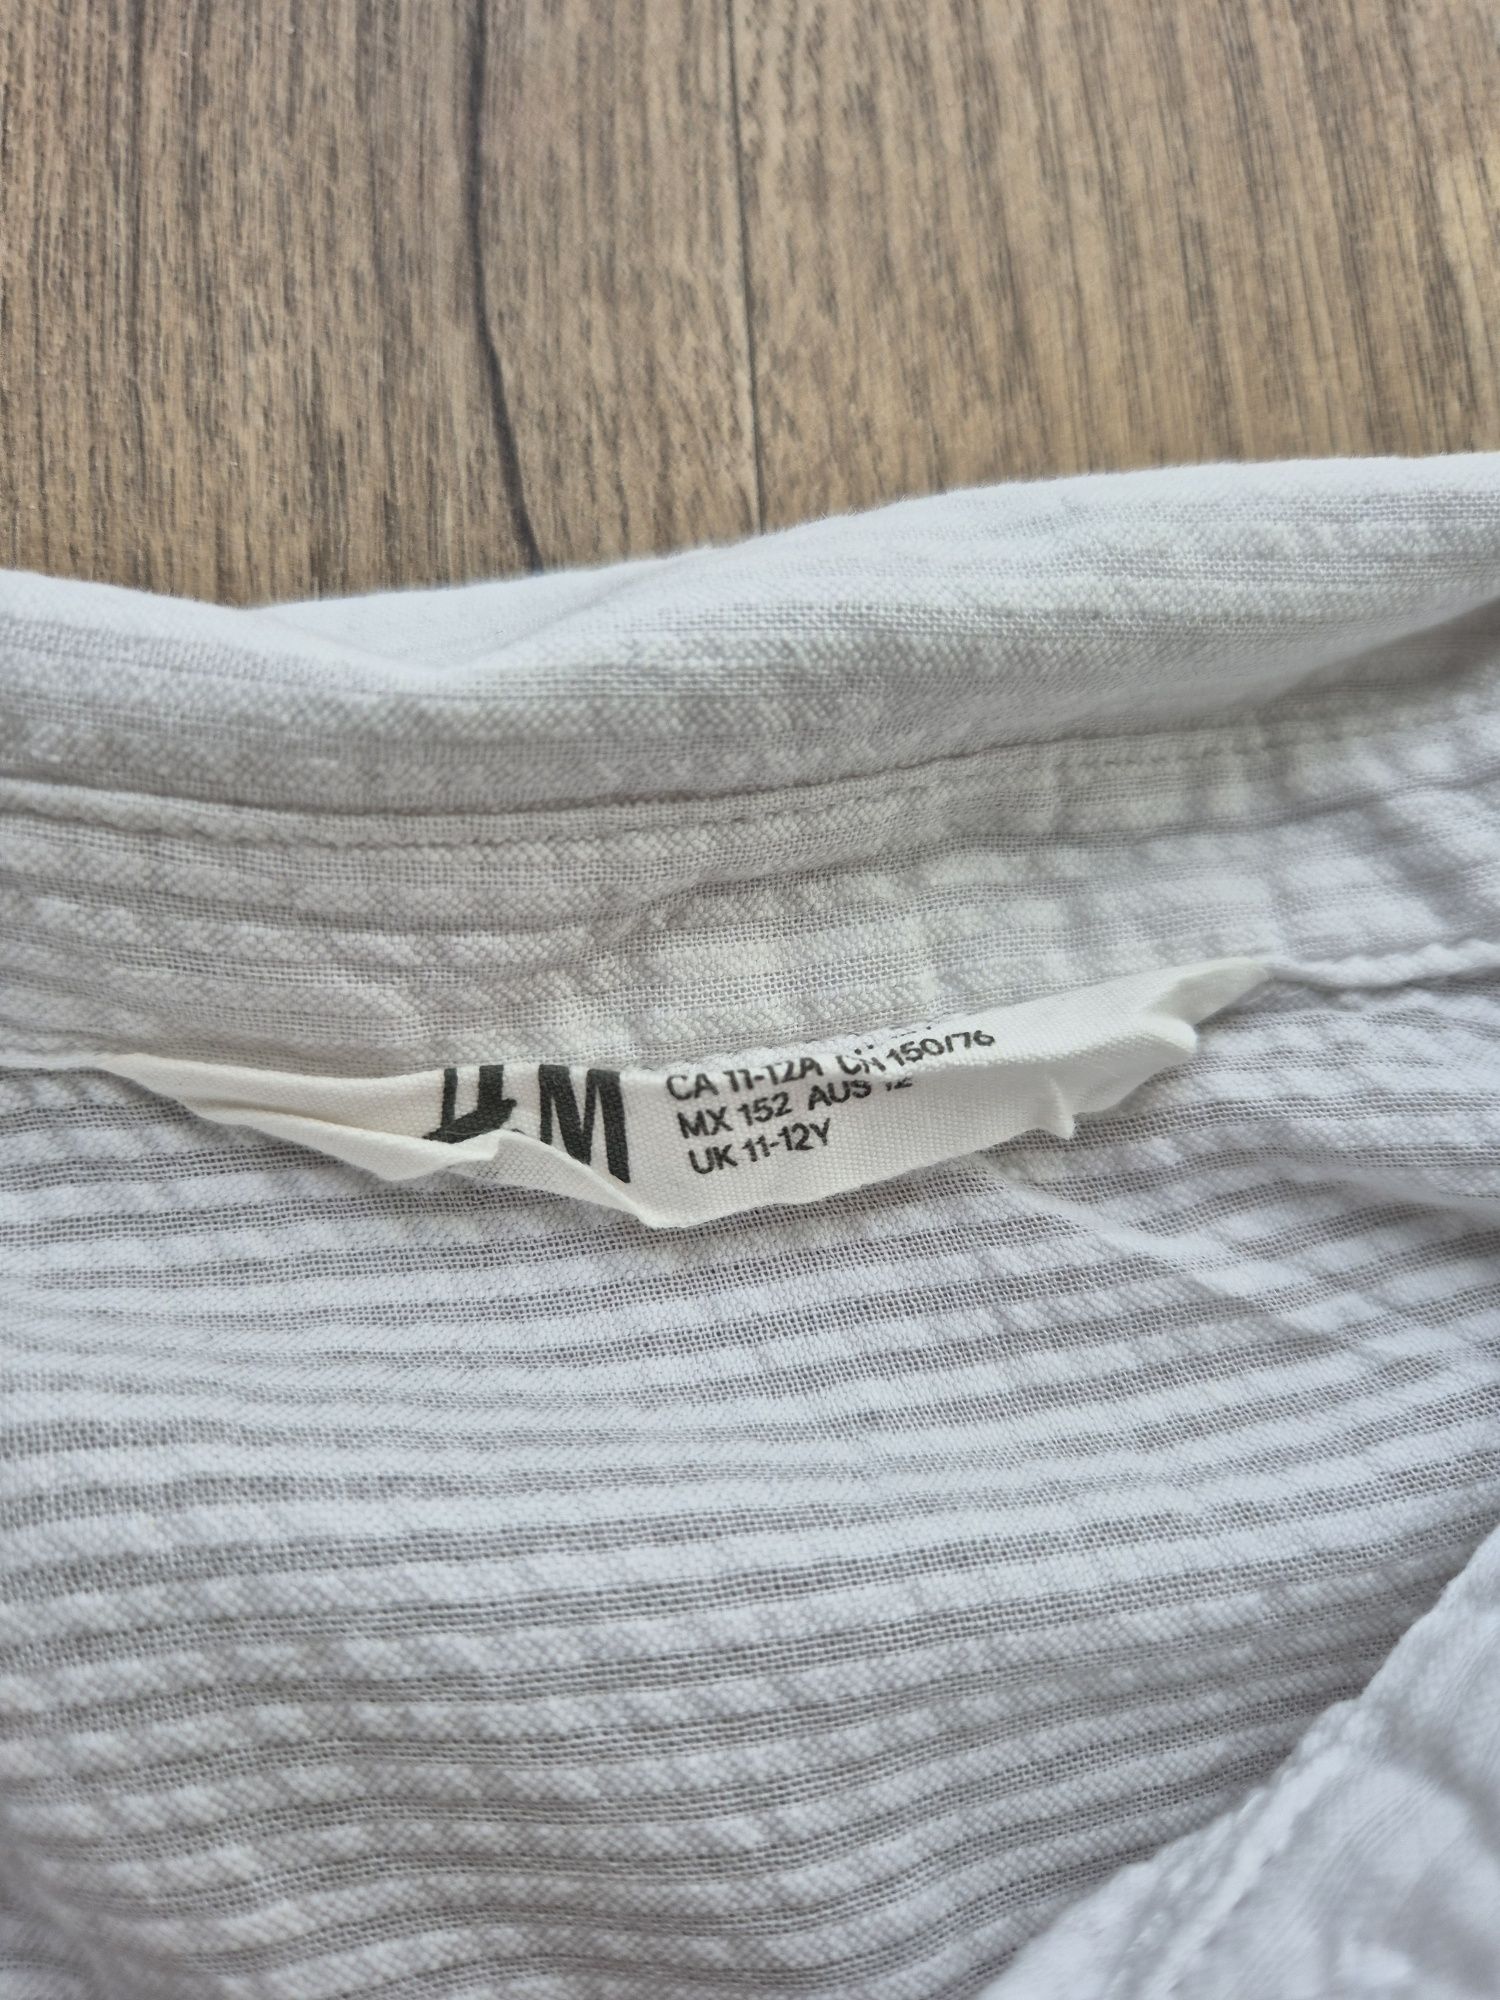 H&M
CA 11-12A CN 150/76
MX 152 AUS 12
UK 11-12Y